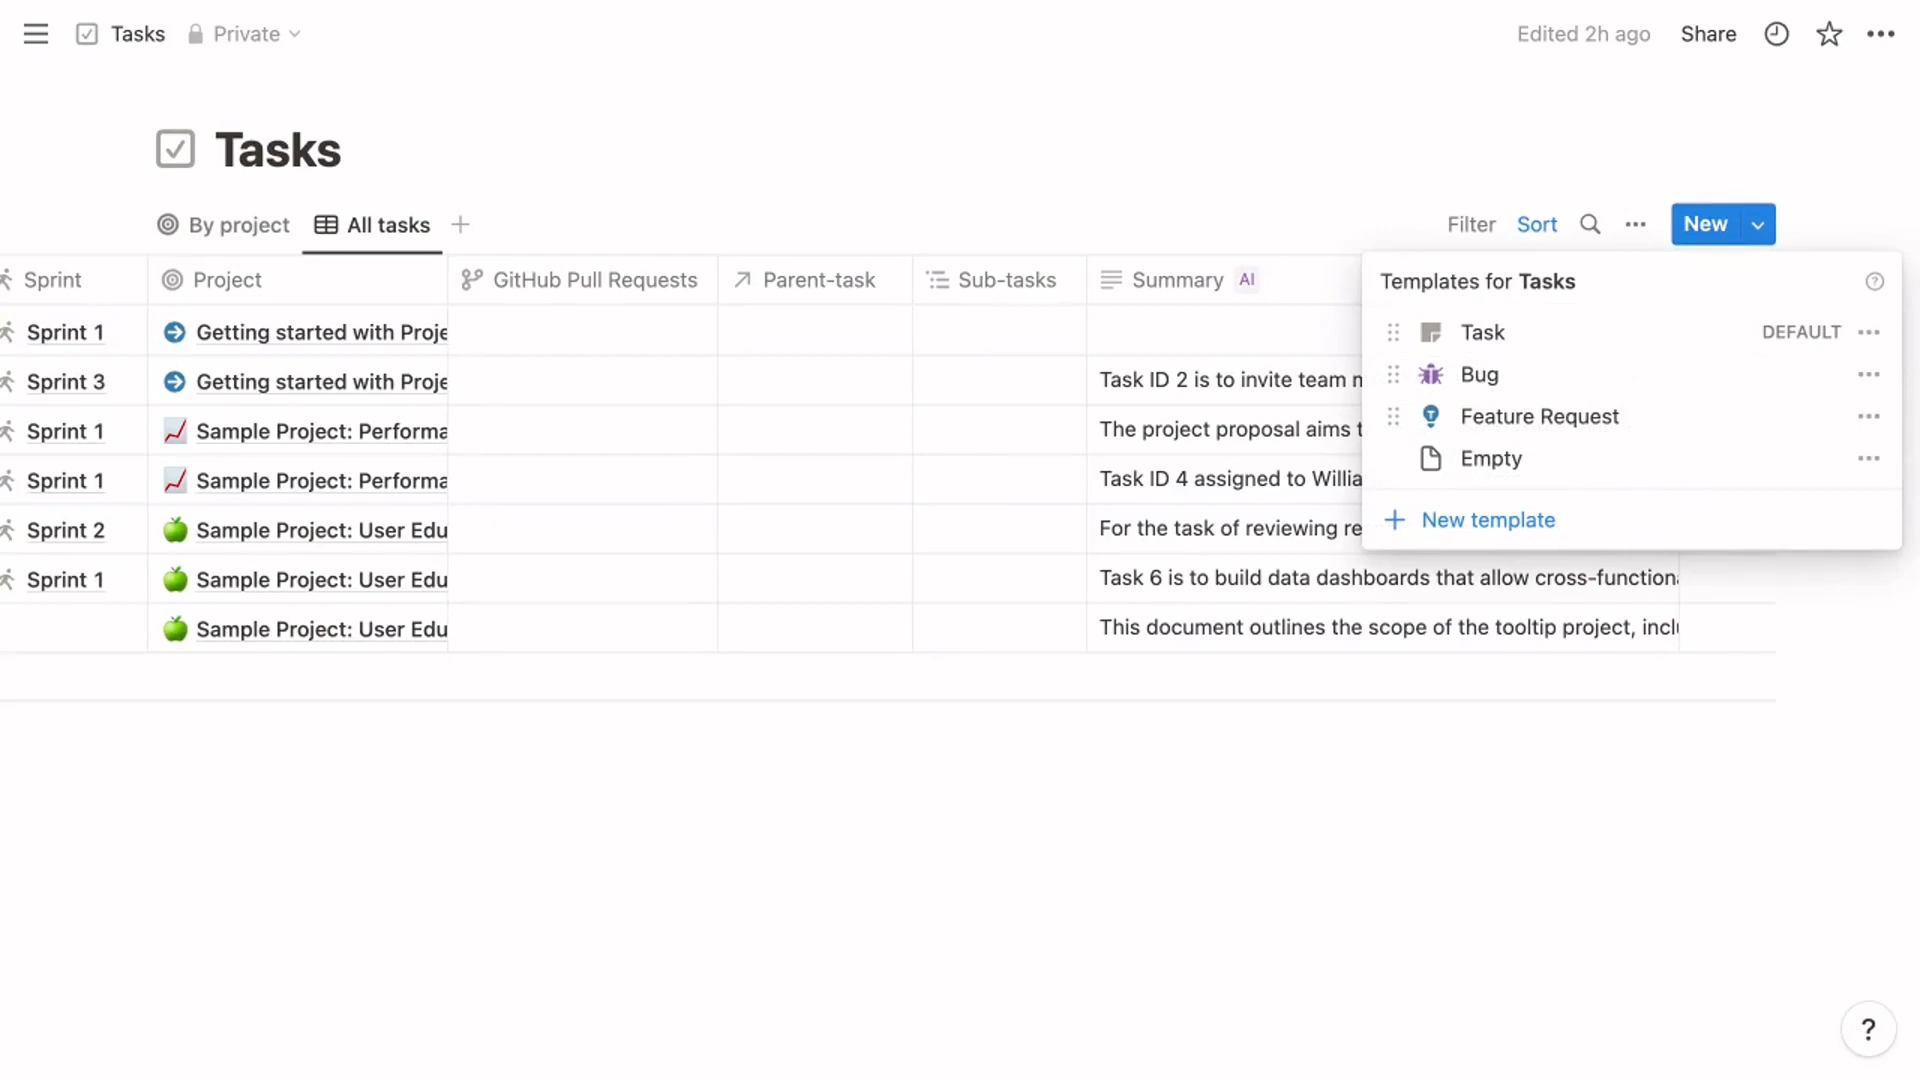 Tasks Private Edited 2h ago Share
Tasks
By project All tasks Filter Sort New
Sprint Project GitHub Pull Requests Parent-task Sub-tasks Summary AI
Sprint 1 Getting started with Proje
Sprint 3 Getting started with Proje Task ID 2 is to invite team m
Sprint 1 Sample Project: Performa The project proposal aims t
Sprint 1 Sample Project: Performa Task ID 4 assigned to Willia
Sprint 2 Sample Project: User Edu For the task of reviewing re
Sprint 1 Sample Project: User Edu Task 6 is to build data dashboards that allow cross-functiona
Sample Project: User Edu This document outlines the scope of the tooltip project, inclu
Templates for Tasks ?
Task DEFAULT
Bug
Feature Request
Empty
New template
?